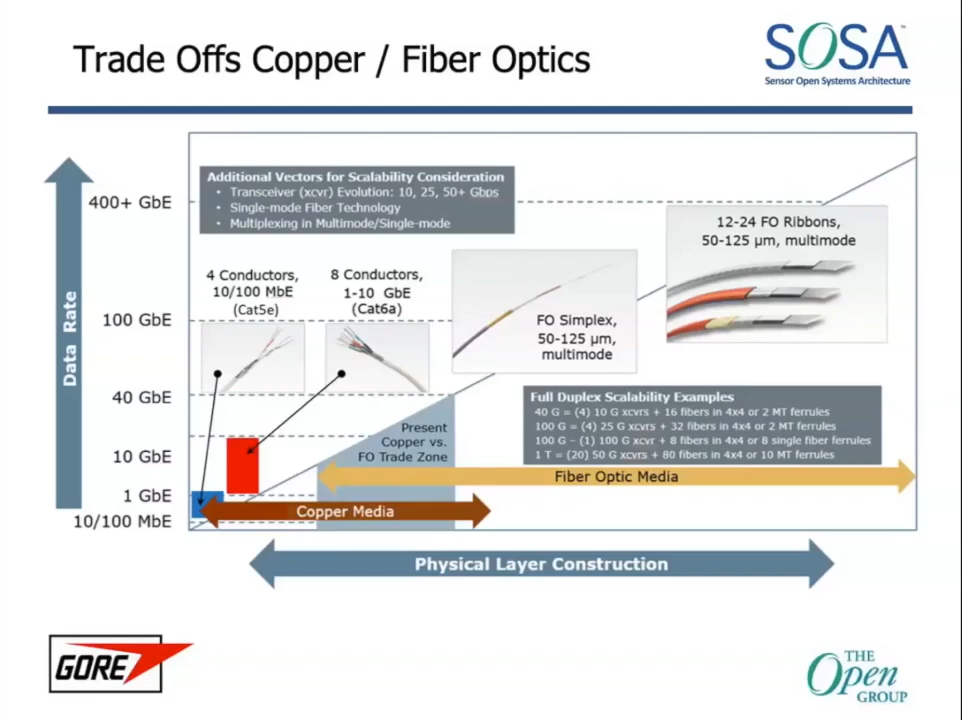 Trade Offs Copper / Fiber Optics
SOSA™
Sensor Open Systems Architecture
Data Rate
400+ GbE
100 GbE
40 GbE
10 GbE
1 GbE
10/100 MbE
Additional Vectors for Scalability Consideration
• Transceiver (xcvr) Evolution: 10, 25, 50+ Gbps
• Single-mode Fiber Technology
• Multiplexing in Multimode/Single-mode
4 Conductors,
10/100 MbE
(Cat5e)
8 Conductors,
1-10 GbE
(Cat6a)
FO Simplex,
50-125 µm,
multimode
12-24 FO Ribbons,
50-125 µm, multimode
Present
Copper vs.
FO Trade Zone
Full Duplex Scalability Examples
40 G = (4) 10 G xcvrs + 16 fibers in 4x4 or 2 MT ferrules
100 G = (4) 25 G xcvrs + 32 fibers in 4x4 or 2 MT ferrules
100 G – (1) 100 G xcvr + 8 fibers in 4x4 or 8 single fiber ferrules
1 T = (20) 50 G xcvrs + 80 fibers in 4x4 or 10 MT ferrules
Fiber Optic Media
Copper Media
Physical Layer Construction
GORE
THE
Open
GROUP